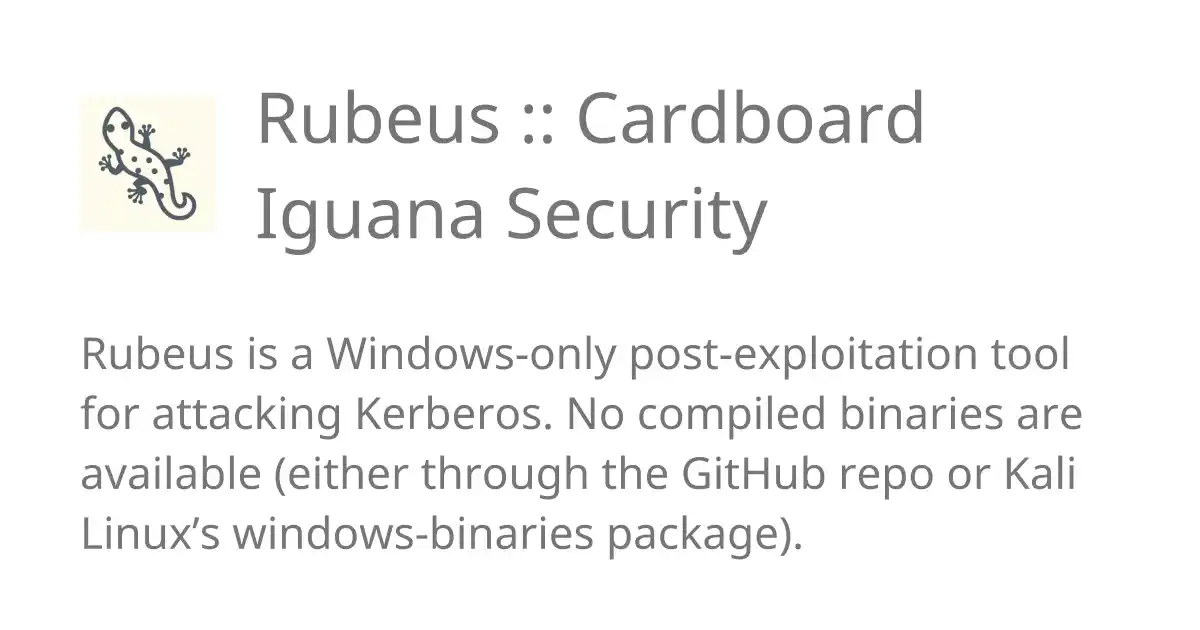 Rubeus :: Cardboard
Iguana Security
Rubeus is a Windows-only post-exploitation tool
for attacking Kerberos. No compiled binaries are
available (either through the GitHub repo or Kali
Linux’s windows-binaries package).